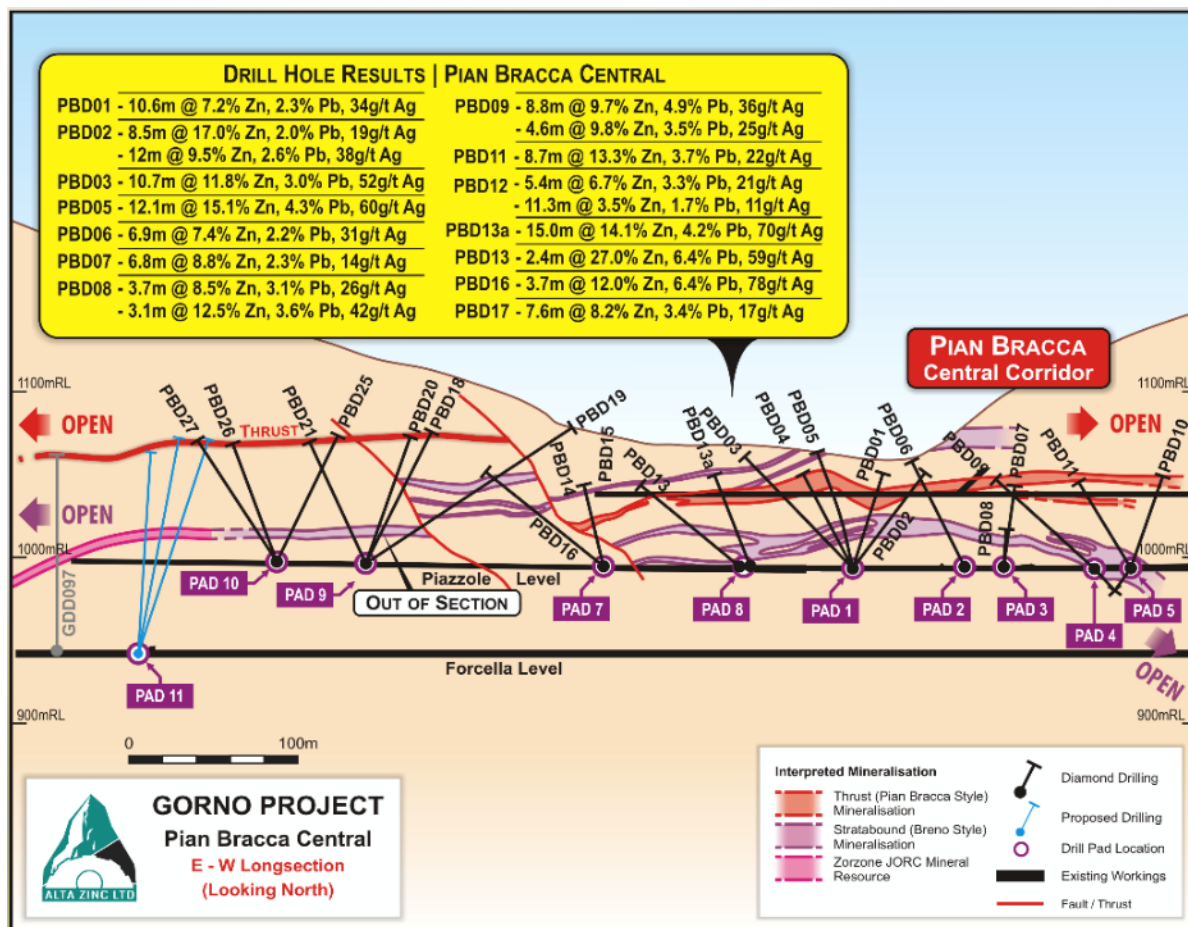 DRILL HOLE RESULTS | PIAN BRACCA CENTRAL
PBD01 - 10.6m @ 7.2% Zn, 2.3% Pb, 34g/t Ag
PBD02 - 8.5m @ 17.0% Zn, 2.0% Pb, 19g/t Ag
- 12m @ 9.5% Zn, 2.6% Pb, 38g/t Ag
PBD03 - 10.7m @ 11.8% Zn, 3.0% Pb, 52g/t Ag
PBD05 - 12.1m @ 15.1% Zn, 4.3% Pb, 60g/t Ag
PBD06 - 6.9m @ 7.4% Zn, 2.2% Pb, 31g/t Ag
PBD07 - 6.8m @ 8.8% Zn, 2.3% Pb, 14g/t Ag
PBD08 - 3.7m @ 8.5% Zn, 3.1% Pb, 26g/t Ag
- 3.1m @ 12.5% Zn, 3.6% Pb, 42g/t Ag
PBD09 - 8.8m @ 9.7% Zn, 4.9% Pb, 36g/t Ag
- 4.6m @ 9.8% Zn, 3.5% Pb, 25g/t Ag
PBD11 - 8.7m @ 13.3% Zn, 3.7% Pb, 22g/t Ag
PBD12 - 5.4m @ 6.7% Zn, 3.3% Pb, 21g/t Ag
- 11.3m @ 3.5% Zn, 1.7% Pb, 11g/t Ag
PBD13a - 15.0m @ 14.1% Zn, 4.2% Pb, 70g/t Ag
PBD13 - 2.4m @ 27.0% Zn, 6.4% Pb, 59g/t Ag
PBD16 - 3.7m @ 12.0% Zn, 6.4% Pb, 78g/t Ag
PBD17 - 7.6m @ 8.2% Zn, 3.4% Pb, 17g/t Ag
PIAN BRACCA
Central Corridor
1100mRL
1100mRL
OPEN
OPEN
THRUST
PBD27
PBD26
PBD21
PBD25
PBD20
PBD18
PBD19
PBD14
PBD15
PBD13
PBD13a
PBD03
PBD04
PBD05
PBD01
PBD06
PBD09
PBD07
PBD11
PBD10
OPEN
PBD16
PBD02
PBD08
1000mRL
1000mRL
PAD 10
PAD 9
Piazzole Level
OUT OF SECTION
PAD 7
PAD 8
PAD 1
PAD 2
PAD 3
PAD 4
PAD 5
GDD097
Forcella Level
PAD 11
OPEN
900mRL
900mRL
0 100m
GORNO PROJECT
Pian Bracca Central
E - W Longsection
(Looking North)
ALTA ZINC LTD
Interpreted Mineralisation
Thrust (Pian Bracca Style)
Mineralisation
Stratabound (Breno Style)
Mineralisation
Zorzone JORC Mineral
Resource
Diamond Drilling
Proposed Drilling
Drill Pad Location
Existing Workings
Fault / Thrust